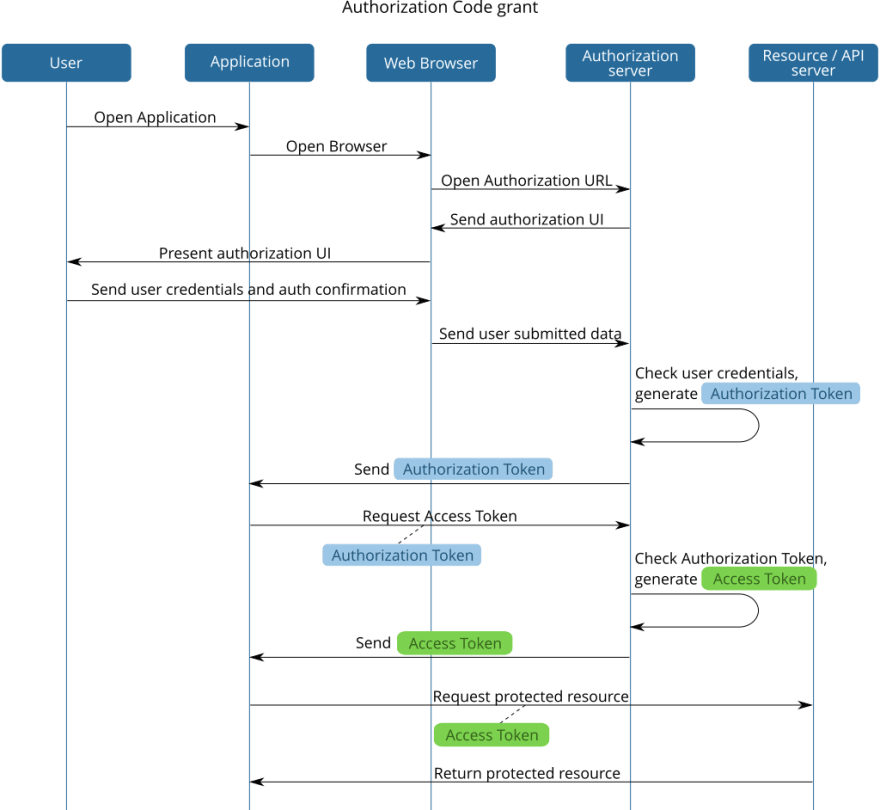 Authorization Code grant
User
Application
Web Browser
Authorization
server
Resource / API
server
Open Application
Open Browser
Open Authorization URL
Send authorization UI
Present authorization UI
Send user credentials and auth confirmation
Send user submitted data
Check user credentials,
generate Authorization Token
Send Authorization Token
Request Access Token
Authorization Token
Check Authorization Token,
generate Access Token
Send Access Token
Request protected resource
Access Token
Return protected resource